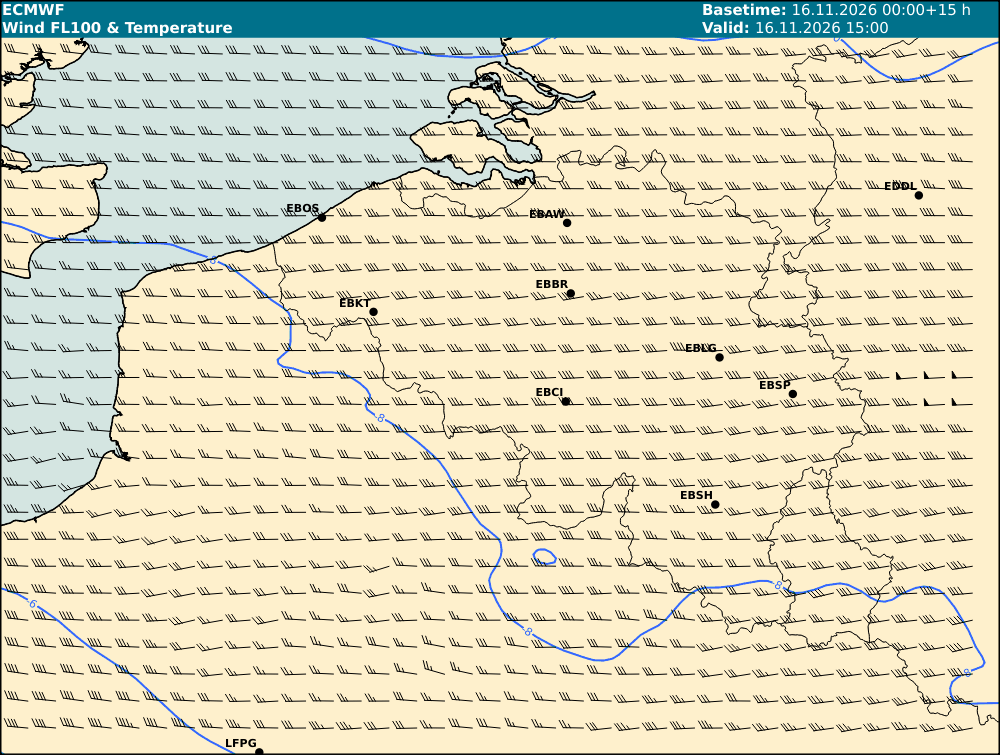 ECMWF
Wind FL100 & Temperature
Basetime: 16.11.2026 00:00+15 h
Valid: 16.11.2026 15:00
EDDL
EBOS
EBAW
EBBR
EBKT
EBLG
EBSP
EBCI
EBSH
LFPG
-8
-8
-8
-6
-8